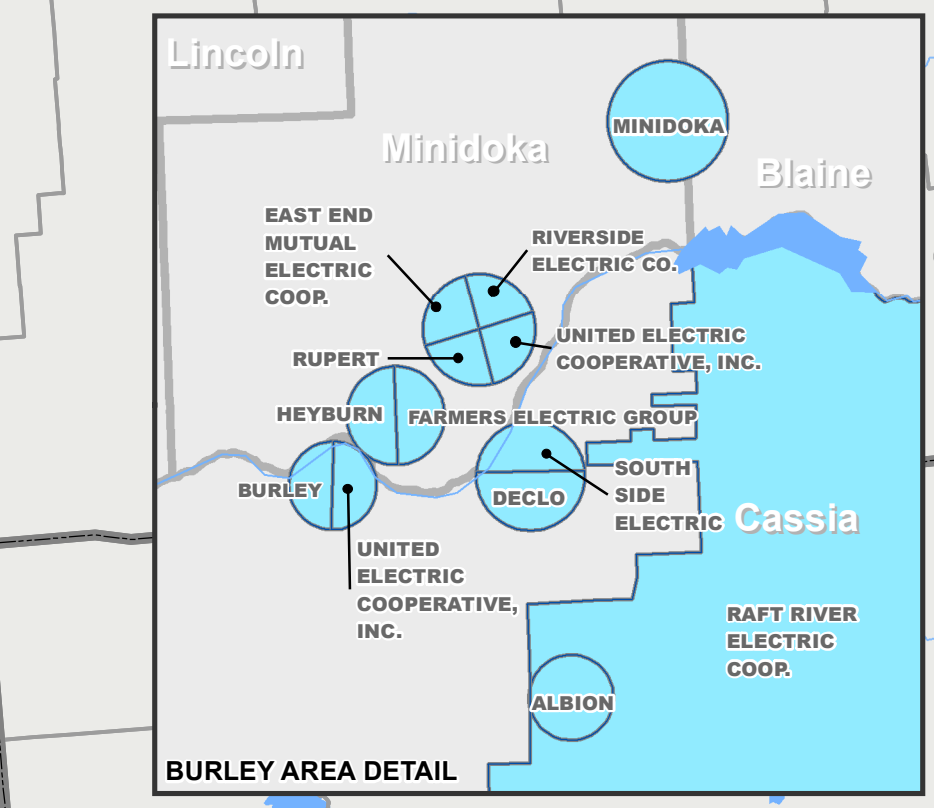 Lincoln
MINIDOKA
Minidoka
Blaine
EAST END
MUTUAL
ELECTRIC
COOP.
RIVERSIDE
ELECTRIC CO.
UNITED ELECTRIC
COOPERATIVE, INC.
RUPERT
HEYBURN
FARMERS ELECTRIC GROUP
BURLEY
DECLO
SOUTH
SIDE
ELECTRIC
Cassia
UNITED
ELECTRIC
COOPERATIVE,
INC.
RAFT RIVER
ELECTRIC
COOP.
ALBION
BURLEY AREA DETAIL